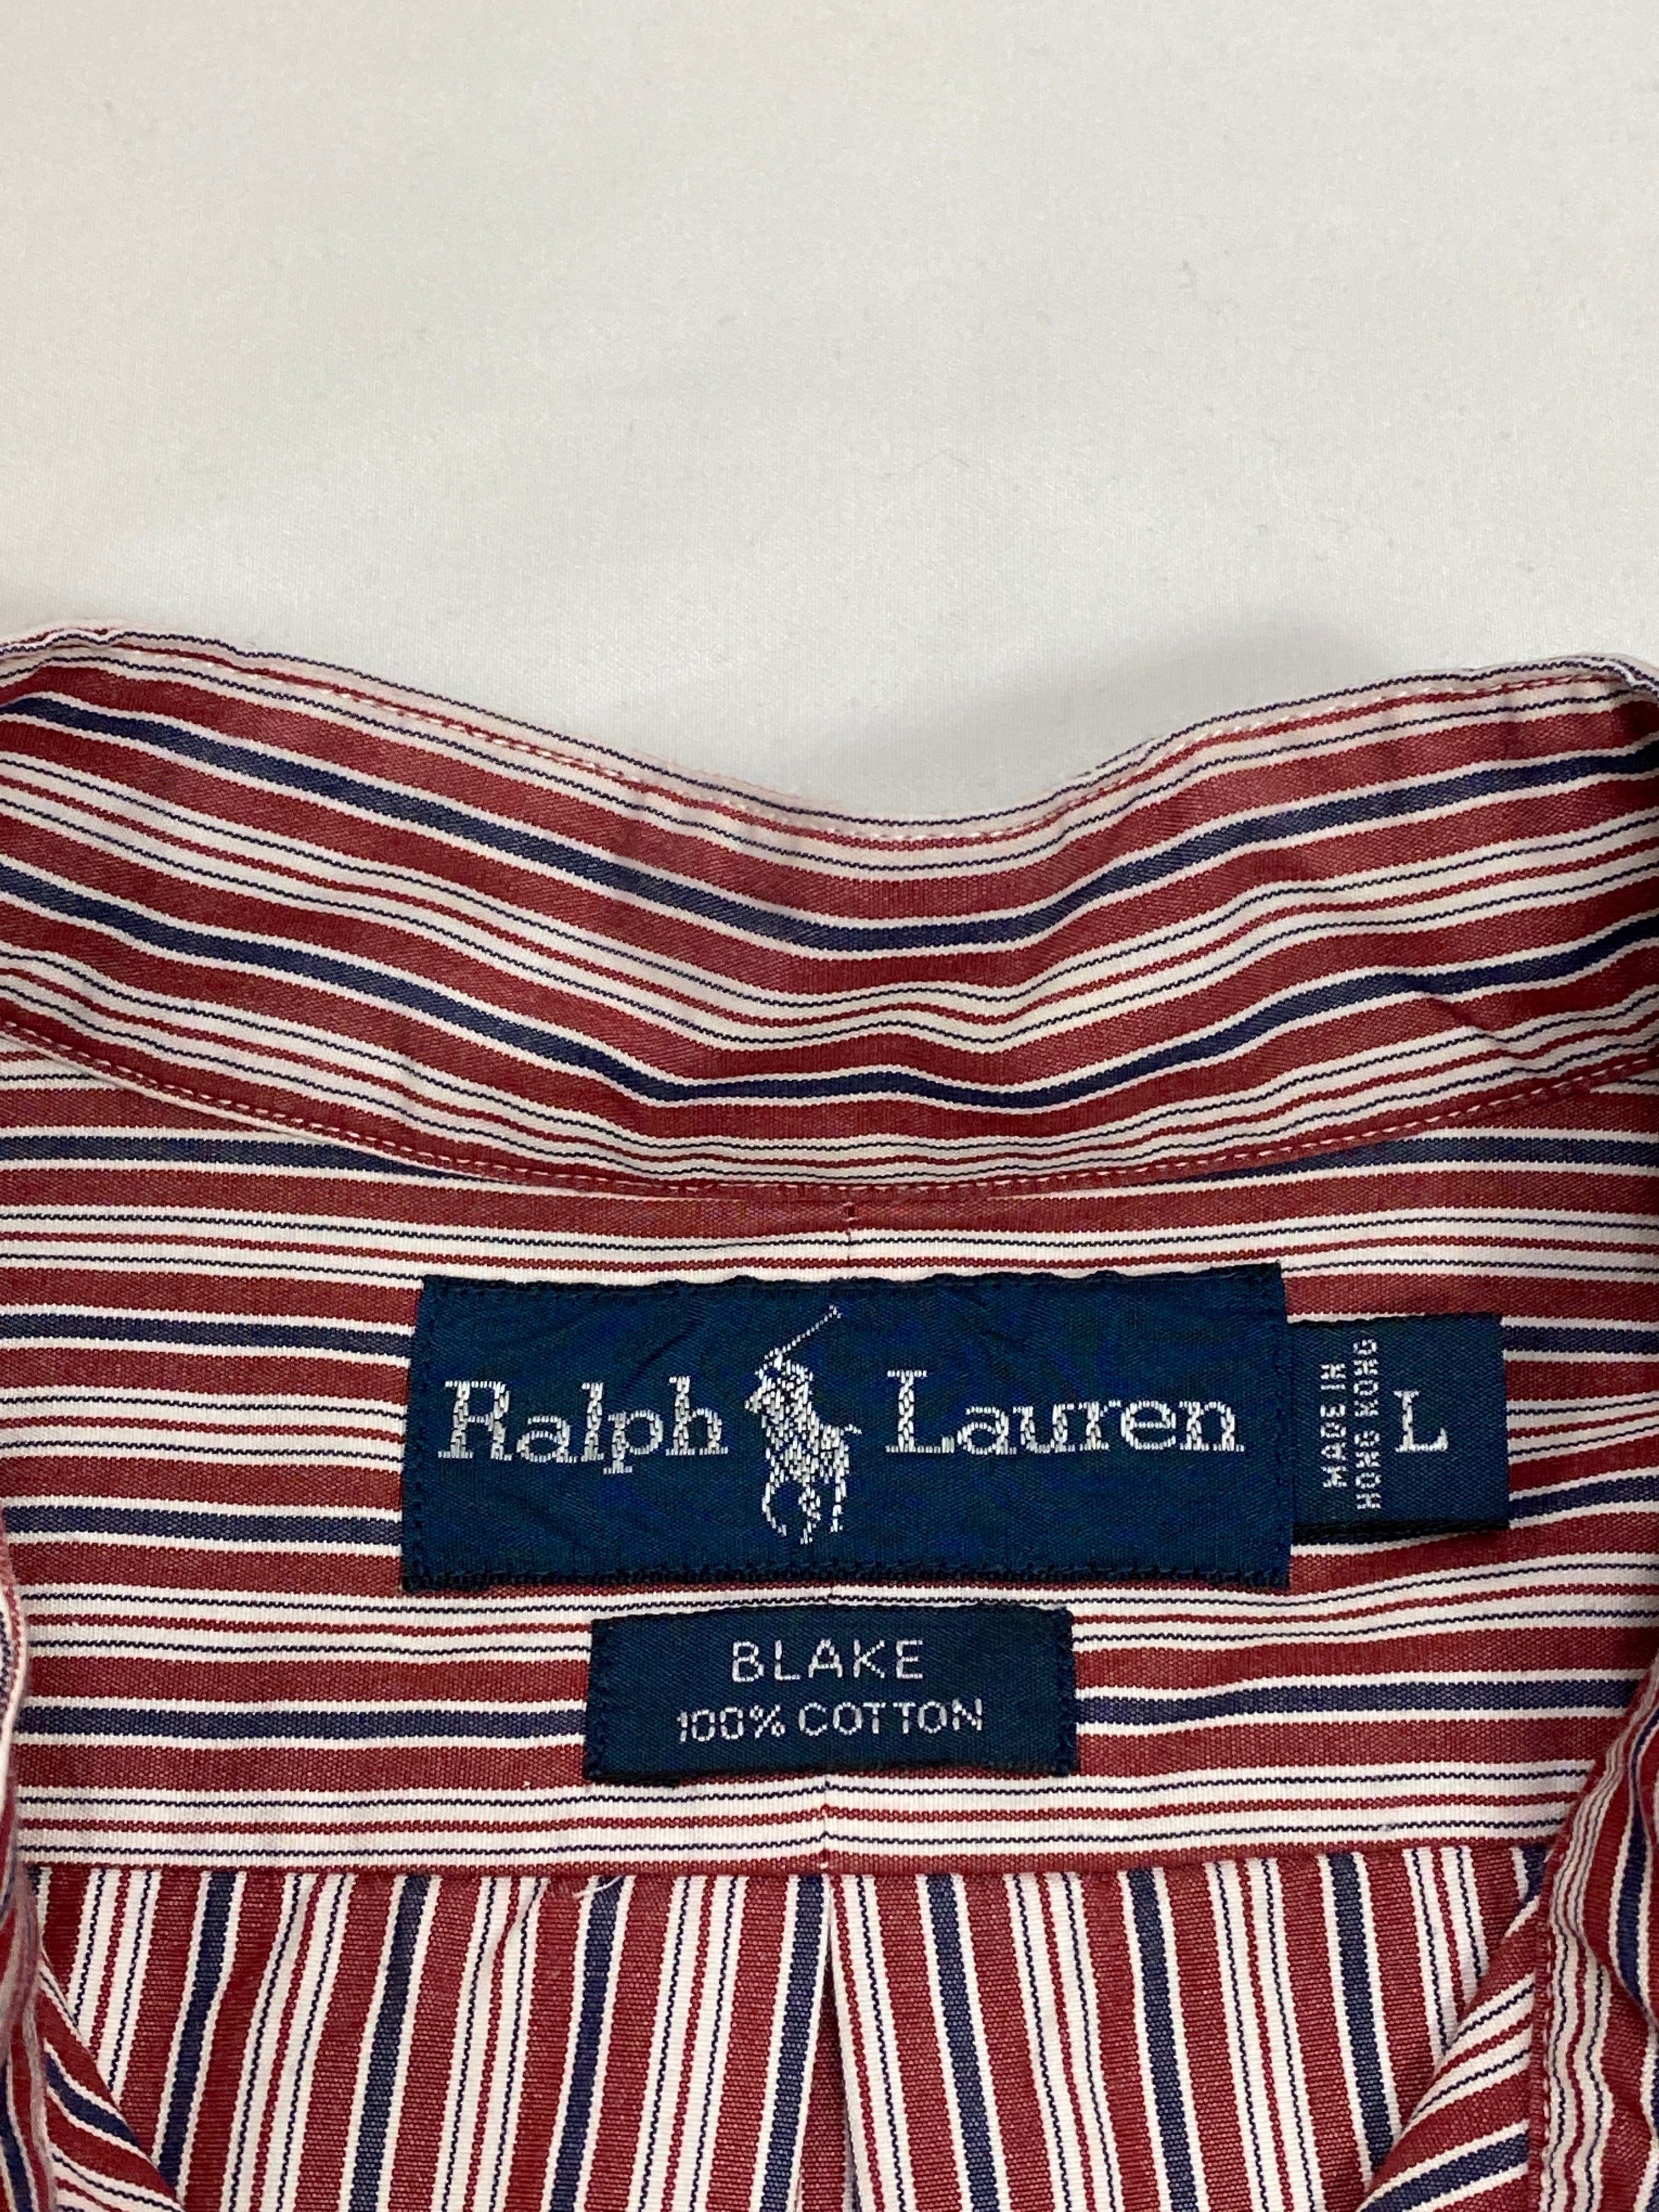 Ralph Lauren
MADE IN
HONG KONG
L
BLAKE
100% COTTON